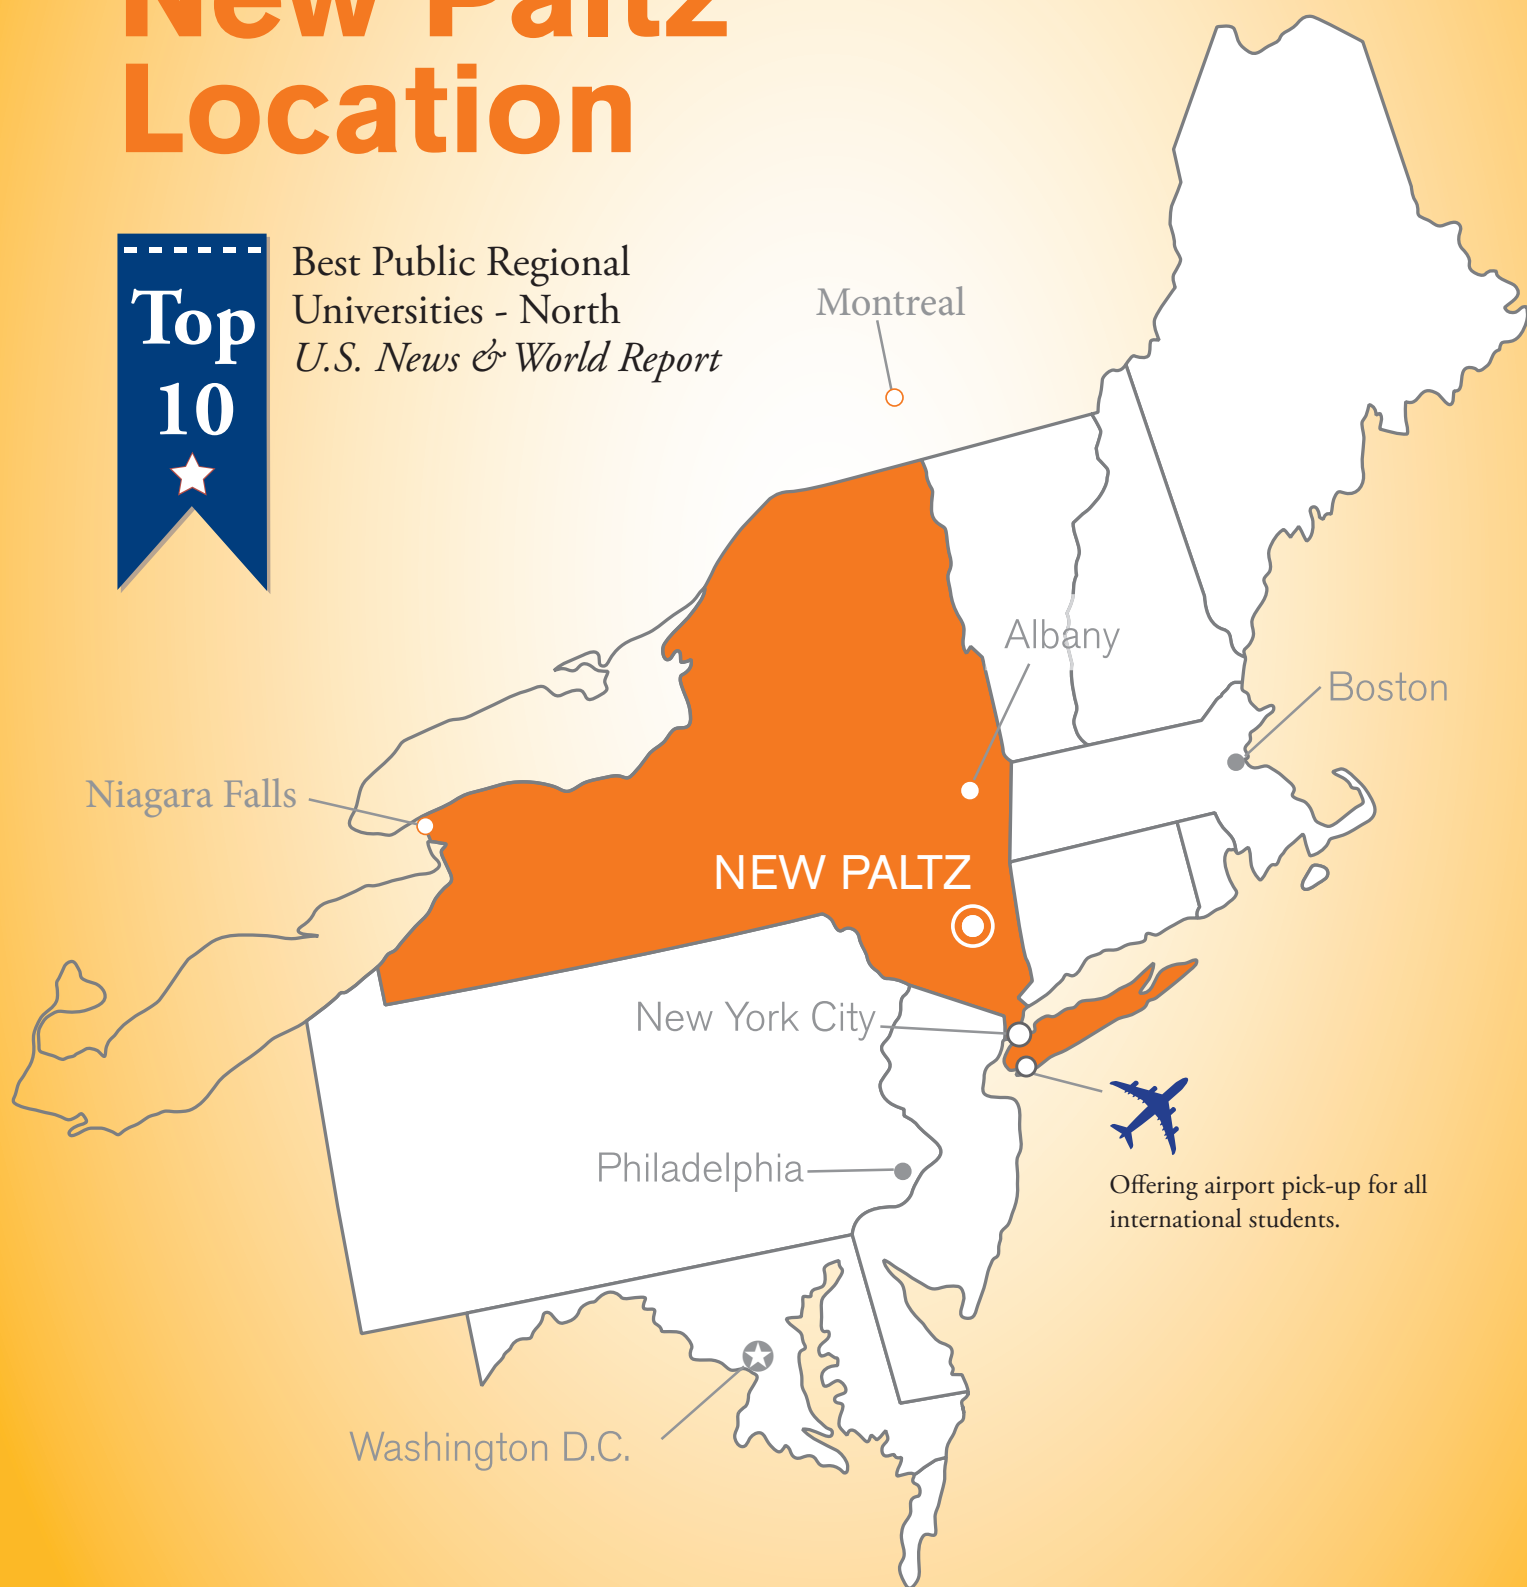 New Paltz
Location
Top
10
Best Public Regional
Universities - North
U.S. News & World Report
Montreal
Albany
Boston
Niagara Falls
NEW PALTZ
New York City
Philadelphia
Offering airport pick-up for all
international students.
Washington D.C.